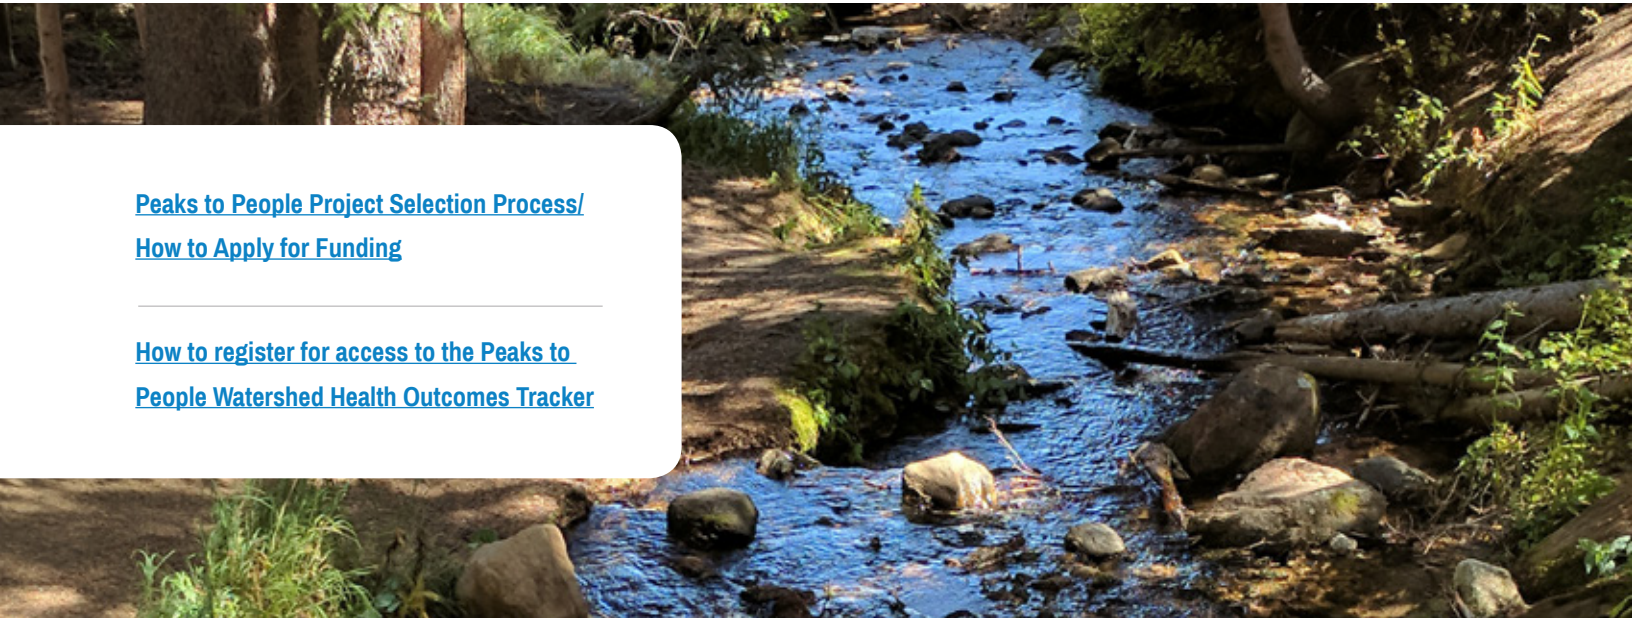 Peaks to People Project Selection Process/
How to Apply for Funding
How to register for access to the Peaks to
People Watershed Health Outcomes Tracker